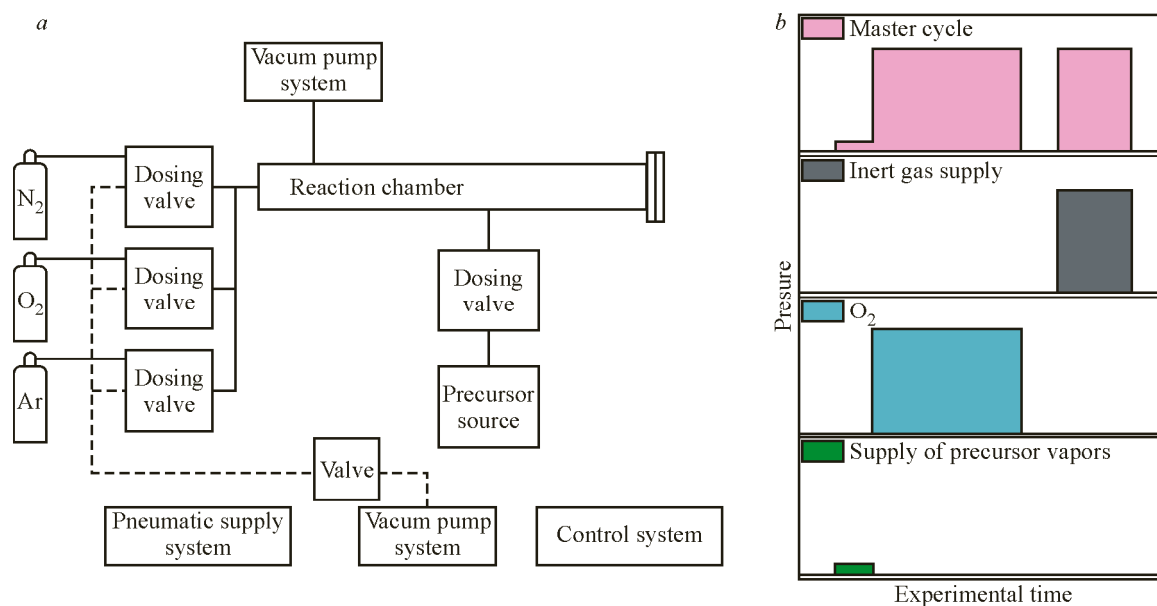 a
Vacum pump
system
N2
Dosing
valve
Reaction chamber
O2
Dosing
valve
Dosing
valve
Ar
Dosing
valve
Precursor
source
Valve
Pneumatic supply
system
Vacum pump
system
Control system
b
Master cycle
Inert gas supply
O2
Supply of precursor vapors
Presure
Experimental time